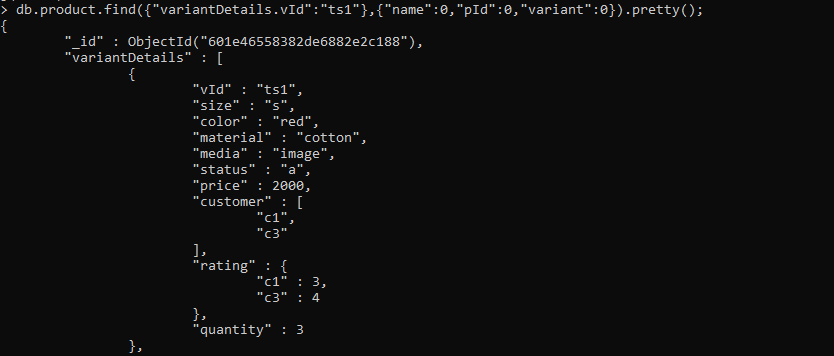 > db.product.find({"variantDetails.vId":"ts1"},{"name":0,"pId":0,"variant":0}).pretty();
{
        "_id" : ObjectId("601e46558382de6882e2c188"),
        "variantDetails" : [
                {
                        "vId" : "ts1",
                        "size" : "s",
                        "color" : "red",
                        "material" : "cotton",
                        "media" : "image",
                        "status" : "a",
                        "price" : 2000,
                        "customer" : [
                                "c1",
                                "c3"
                        ],
                        "rating" : {
                                "c1" : 3,
                                "c3" : 4
                        },
                        "quantity" : 3
                },